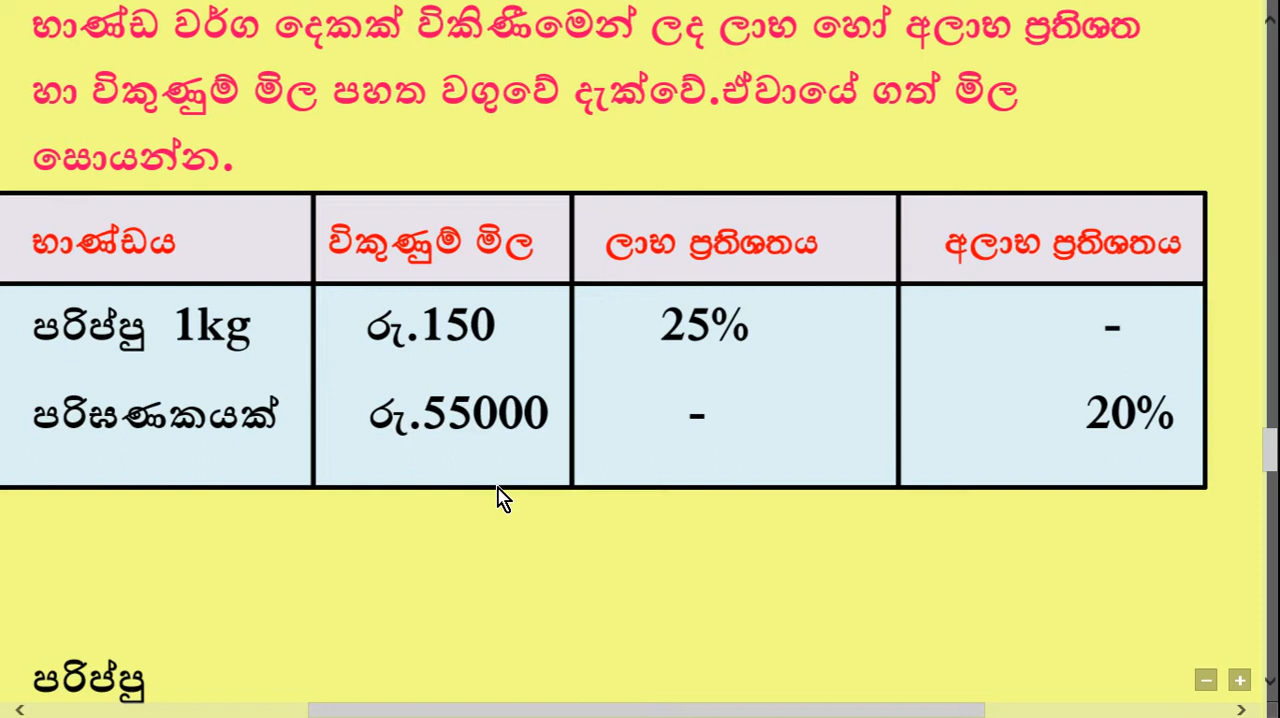 භාණ්ඩ වර්ග දෙකක් විකිණීමෙන් ලද ලාභ හෝ අලාභ ප්‍රතිශත
හා විකුණුම් මිල පහත වගුවේ දැක්වේ.ඒවායේ ගත් මිල
සොයන්න.
භාණ්ඩය විකුණුම් මිල ලාභ ප්‍රතිශතය අලාභ ප්‍රතිශතය
පරිප්පු 1kg රු.150 25% -
පරිඝණකයක් රු.55000 - 20%
පරිප්පු